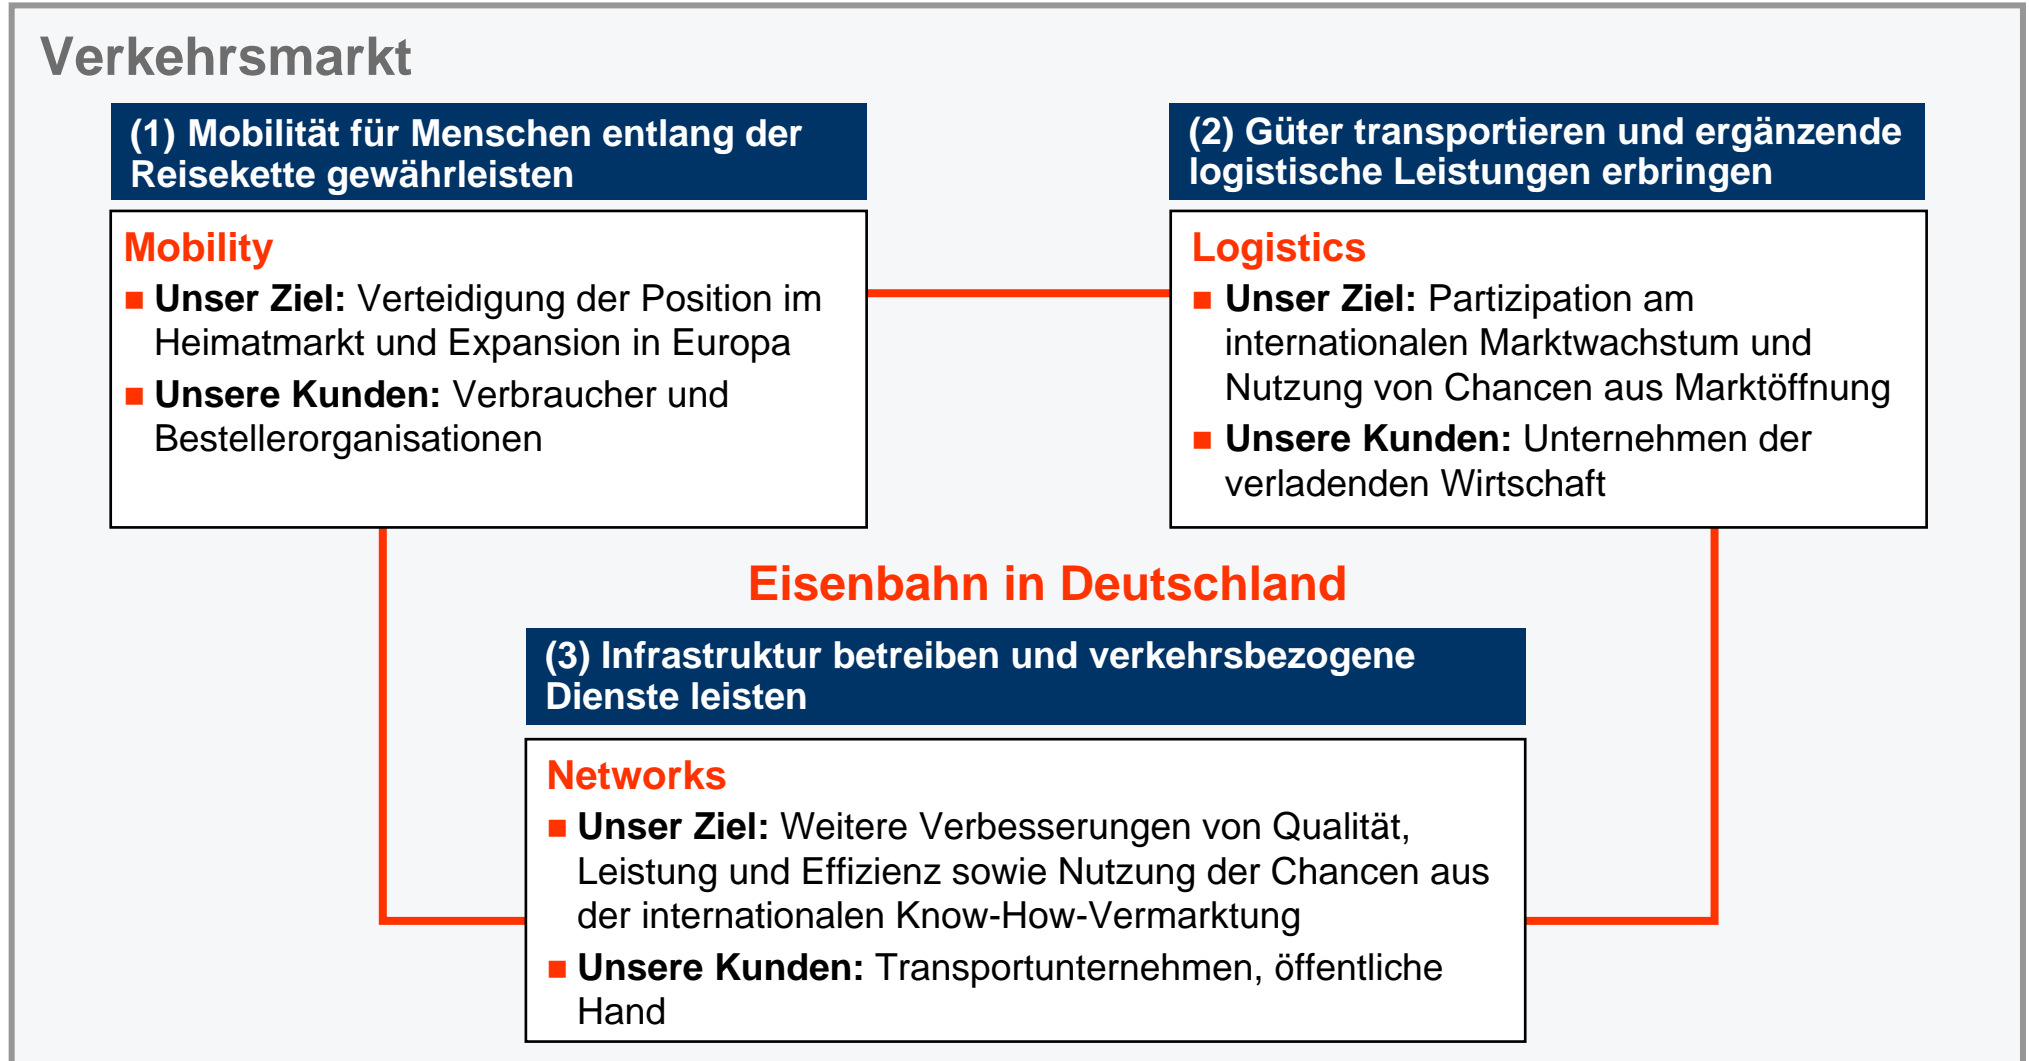 Verkehrsmarkt
(1) Mobilität für Menschen entlang der
Reisekette gewährleisten
Mobility
■ Unser Ziel: Verteidigung der Position im
Heimatmarkt und Expansion in Europa
■ Unsere Kunden: Verbraucher und
Bestellerorganisationen
(2) Güter transportieren und ergänzende
logistische Leistungen erbringen
Logistics
■ Unser Ziel: Partizipation am
internationalen Marktwachstum und
Nutzung von Chancen aus Marktöffnung
■ Unsere Kunden: Unternehmen der
verladenden Wirtschaft
Eisenbahn in Deutschland
(3) Infrastruktur betreiben und verkehrsbezogene
Dienste leisten
Networks
■ Unser Ziel: Weitere Verbesserungen von Qualität,
Leistung und Effizienz sowie Nutzung der Chancen aus
der internationalen Know-How-Vermarktung
■ Unsere Kunden: Transportunternehmen, öffentliche
Hand